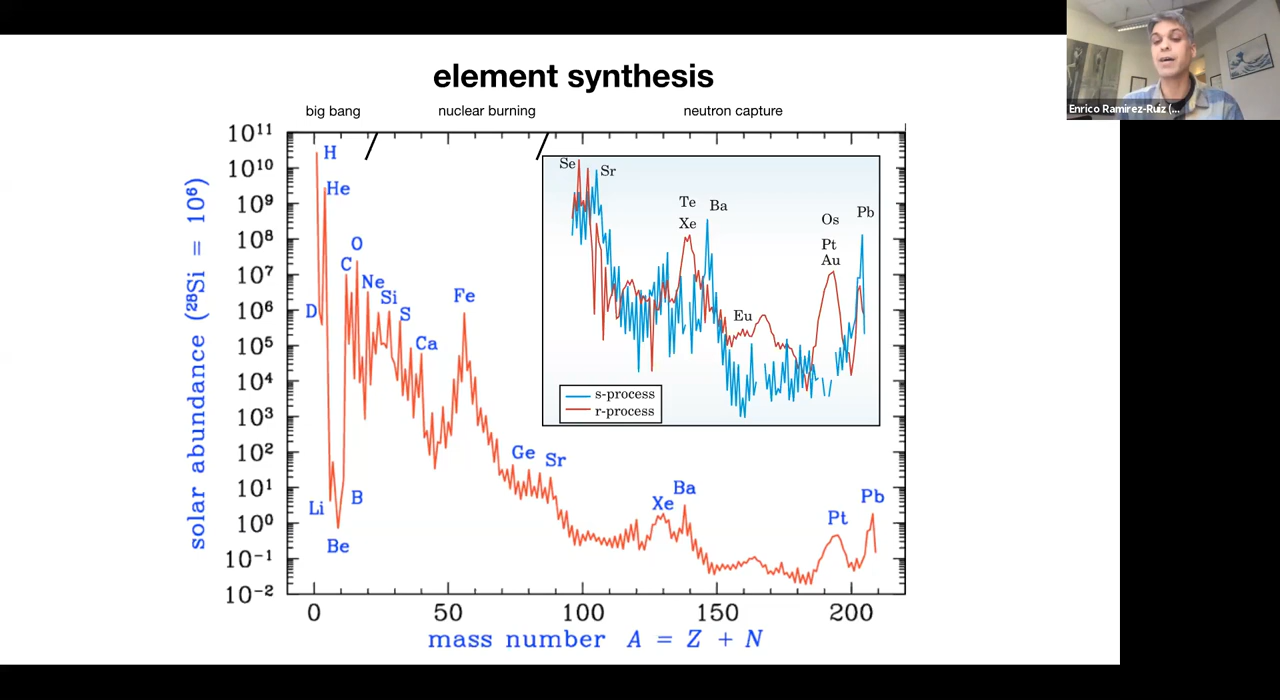 element synthesis
big bang
nuclear burning
neutron capture
Enrico Ramirez-Ruiz (...
solar abundance (²⁸Si = 10⁶)
10¹¹
10¹⁰
10⁹
10⁸
10⁷
10⁶
10⁵
10⁴
10³
10²
10¹
10⁰
10⁻¹
10⁻²
H
He
D
Li
Be
B
C
O
Ne
Si
S
Ca
Fe
Ge
Sr
Xe
Ba
Pt
Pb
Se
Sr
Te
Xe
Ba
Eu
Os
Pt
Au
Pb
s-process
r-process
0 50 100 150 200
mass number A = Z + N